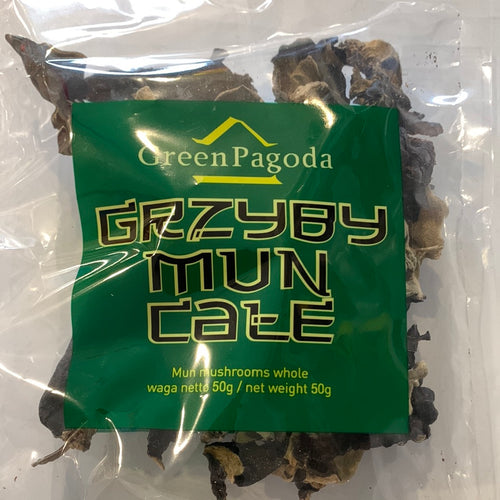 GreenPagoda
GRZYBY
MUN
CAŁE
Mun mushrooms whole
waga netto 50g / net weight 50g